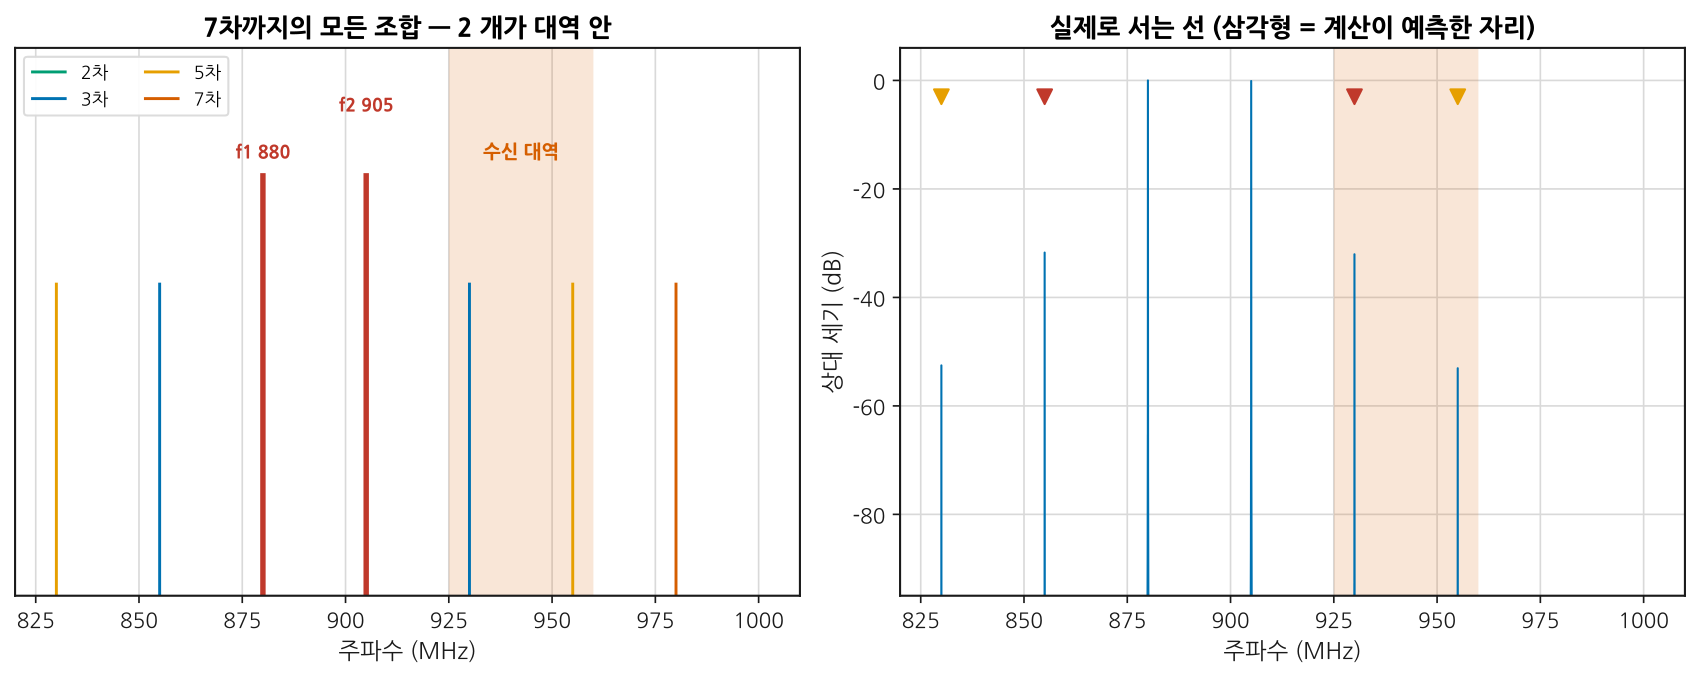 7차까지의 모든 조합 — 2 개가 대역 안
2차
3차
5차
7차
f2 905
f1 880
수신 대역
825 850 875 900 925 950 975 1000
주파수 (MHz)
실제로 서는 선 (삼각형 = 계산이 예측한 자리)
상대 세기 (dB)
0
-20
-40
-60
-80
825 850 875 900 925 950 975 1000
주파수 (MHz)